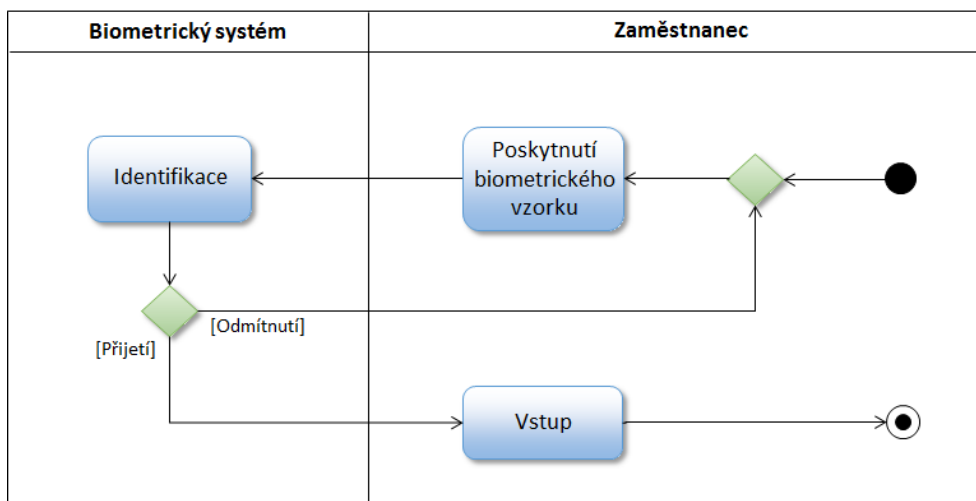 Biometrický systém
Zaměstnanec
Identifikace
Poskytnutí
biometrického
vzorku
[Odmítnutí]
[Přijetí]
Vstup